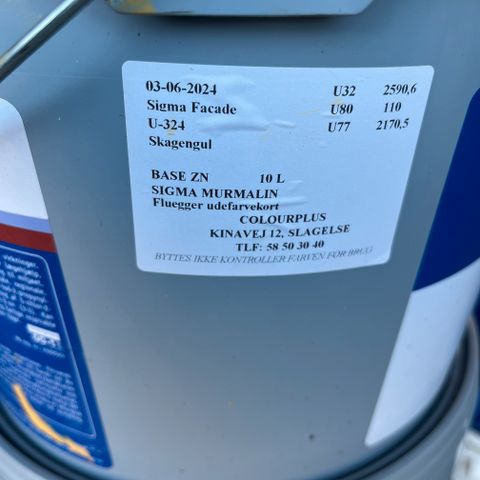 03-06-2024 U32 2590,6
Sigma Facade U80 110
U-324 U77 2170,5
Skagengul
BASE ZN 10 L
SIGMA MURMALIN
Fluegger udefarvekort
COLOURPLUS
KINAVEJ 12, SLAGELSE
TLF: 58 50 30 40
BYTTES IKKE KONTROLLER FARVEN FØR BRUG